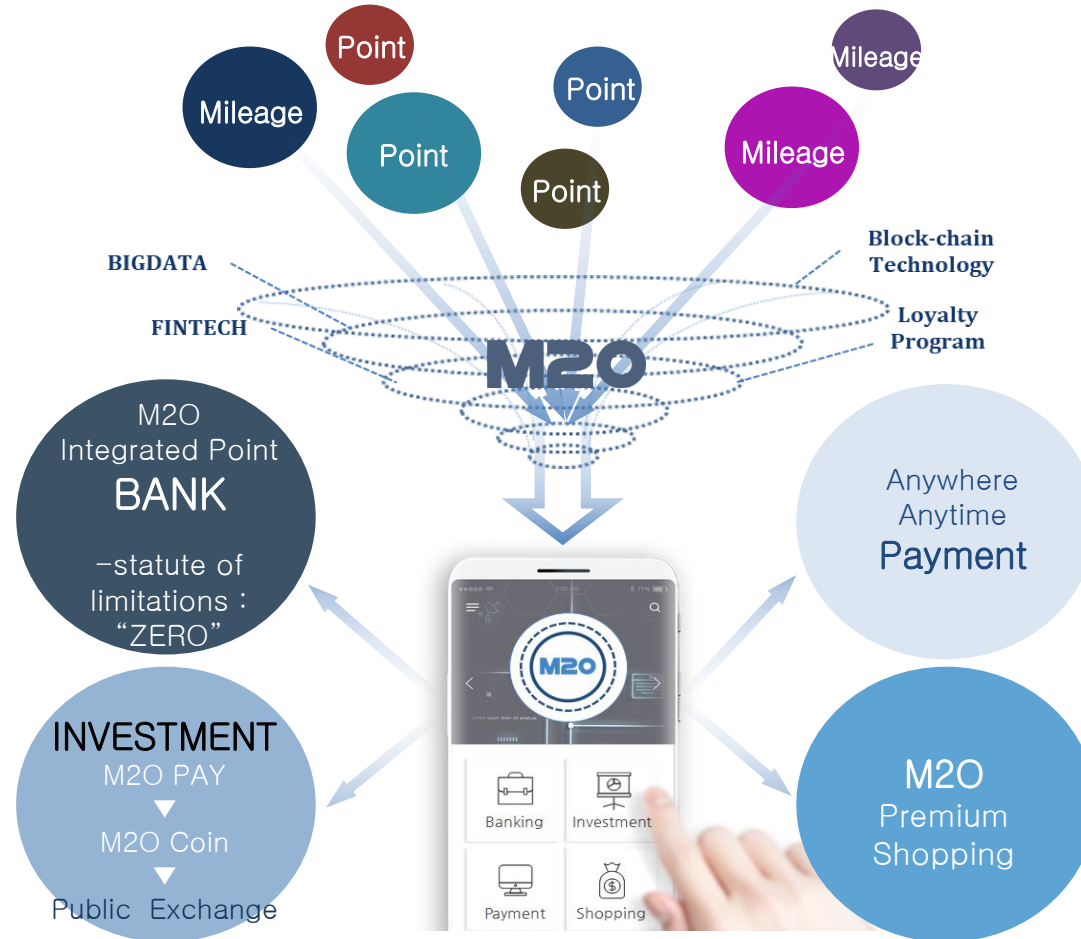 Point
Mileage
Point
Point
Point
Mileage
Mileage
BIGDATA
FINTECH
Block-chain
Technology
Loyalty
Program
M2O
M2O
Integrated Point
BANK
-statute of
limitations :
“ZERO”
Anywhere
Anytime
Payment
INVESTMENT
M2O PAY
▼
M2O Coin
▼
Public Exchange
M2O
Premium
Shopping
77%
M2O
Banking
Investment
Payment
Shopping